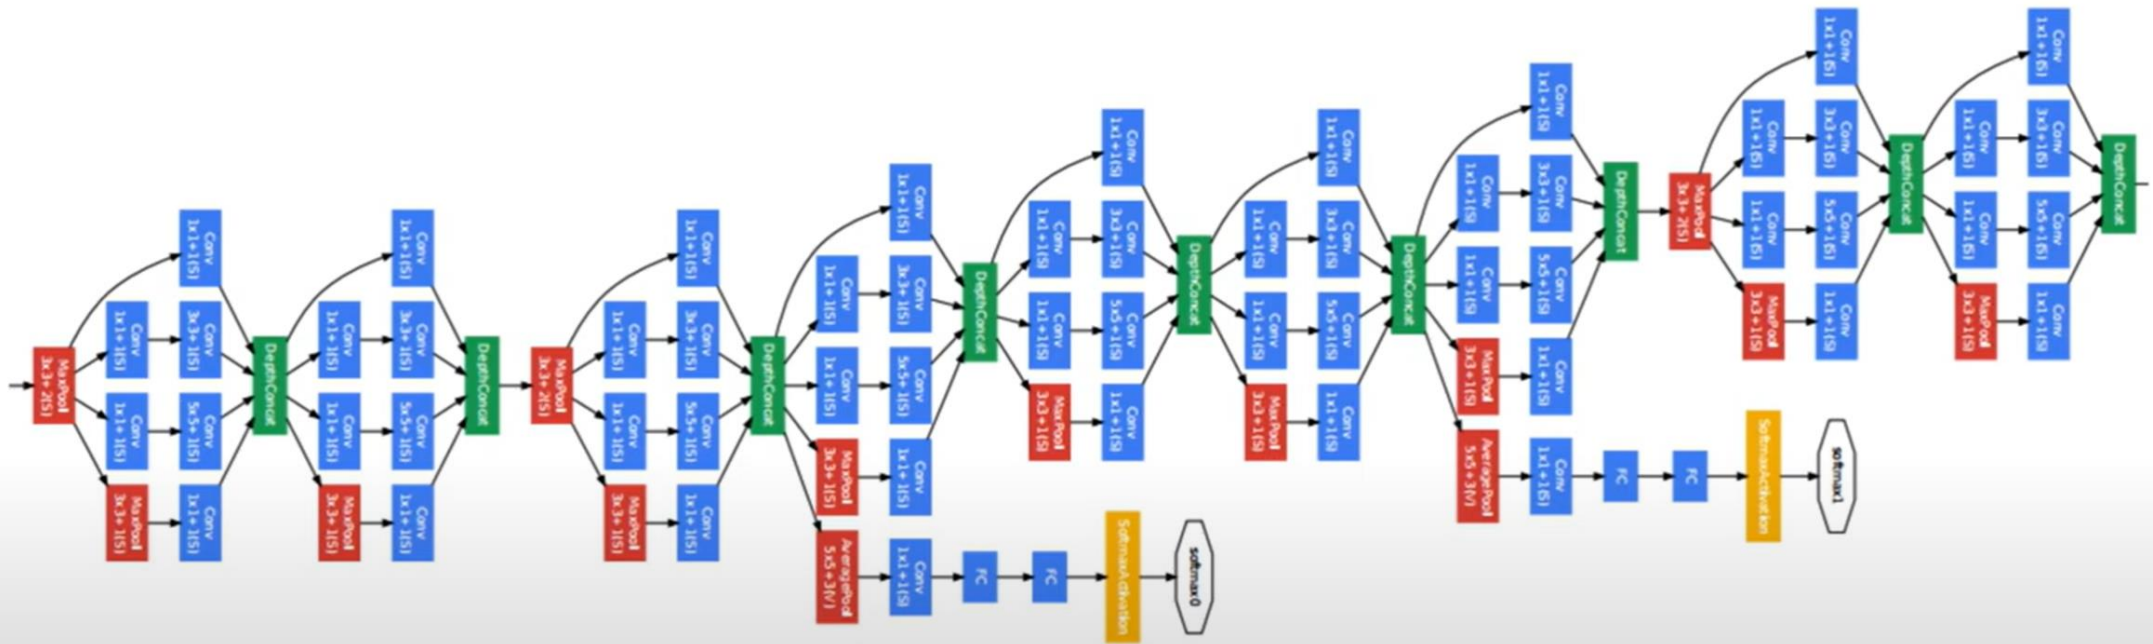 MaxPool
3x3+2(S)
Conv
1x1+1(S)
Conv
1x1+1(S)
MaxPool
3x3+1(S)
Conv
1x1+1(S)
Conv
3x3+1(S)
Conv
5x5+1(S)
Conv
1x1+1(S)
DepthConcat
Conv
1x1+1(S)
Conv
1x1+1(S)
MaxPool
3x3+1(S)
Conv
1x1+1(S)
Conv
3x3+1(S)
Conv
5x5+1(S)
Conv
1x1+1(S)
DepthConcat
MaxPool
3x3+2(S)
Conv
1x1+1(S)
Conv
1x1+1(S)
MaxPool
3x3+1(S)
Conv
1x1+1(S)
Conv
3x3+1(S)
Conv
5x5+1(S)
Conv
1x1+1(S)
DepthConcat
Conv
1x1+1(S)
Conv
1x1+1(S)
MaxPool
3x3+1(S)
AveragePool
5x5+3(V)
Conv
1x1+1(S)
Conv
3x3+1(S)
Conv
5x5+1(S)
Conv
1x1+1(S)
Conv
1x1+1(S)
DepthConcat
FC
FC
SoftmaxActivation
softmax0
Conv
1x1+1(S)
Conv
1x1+1(S)
MaxPool
3x3+1(S)
Conv
1x1+1(S)
Conv
3x3+1(S)
Conv
5x5+1(S)
Conv
1x1+1(S)
DepthConcat
Conv
1x1+1(S)
Conv
1x1+1(S)
MaxPool
3x3+1(S)
Conv
1x1+1(S)
Conv
3x3+1(S)
Conv
5x5+1(S)
Conv
1x1+1(S)
DepthConcat
Conv
1x1+1(S)
Conv
1x1+1(S)
MaxPool
3x3+1(S)
AveragePool
5x5+3(V)
Conv
1x1+1(S)
Conv
3x3+1(S)
Conv
5x5+1(S)
Conv
1x1+1(S)
Conv
1x1+1(S)
DepthConcat
FC
FC
SoftmaxActivation
softmax1
MaxPool
3x3+2(S)
Conv
1x1+1(S)
Conv
1x1+1(S)
MaxPool
3x3+1(S)
Conv
1x1+1(S)
Conv
3x3+1(S)
Conv
5x5+1(S)
Conv
1x1+1(S)
DepthConcat
Conv
1x1+1(S)
Conv
1x1+1(S)
MaxPool
3x3+1(S)
Conv
1x1+1(S)
Conv
3x3+1(S)
Conv
5x5+1(S)
Conv
1x1+1(S)
DepthConcat